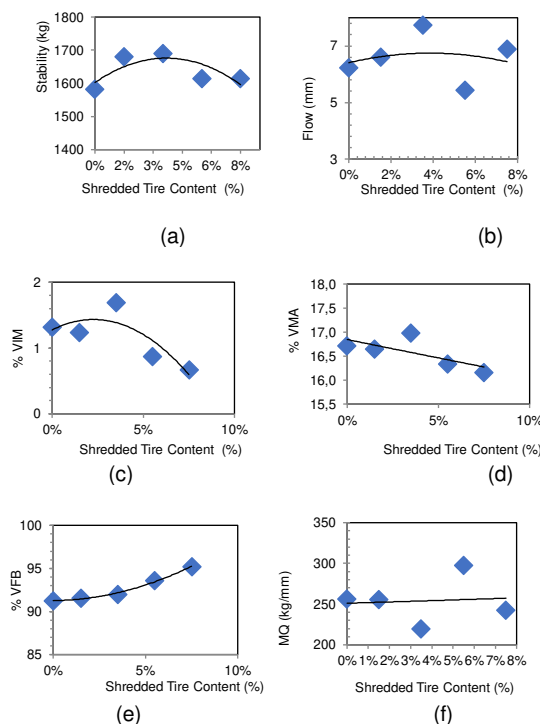 Stability (kg)
1800
1700
1600
1500
1400
0% 2% 3% 5% 6% 8%
Shredded Tire Content (%)
(a)
Flow (mm)
7
5
3
0% 2% 4% 6% 8%
Shredded Tire Content (%)
(b)
% VIM
2
1
0
0% 5% 10%
Shredded Tire Content (%)
(c)
% VMA
18,0
17,5
17,0
16,5
16,0
15,5
0% 5% 10%
Shredded Tire Content (%)
(d)
% VFB
100
95
90
85
0% 5% 10%
Shredded Tire Content (%)
(e)
MQ (kg/mm)
350
300
250
200
0% 1% 2% 3% 4% 5% 6% 7% 8%
Shredded Tire Content (%)
(f)